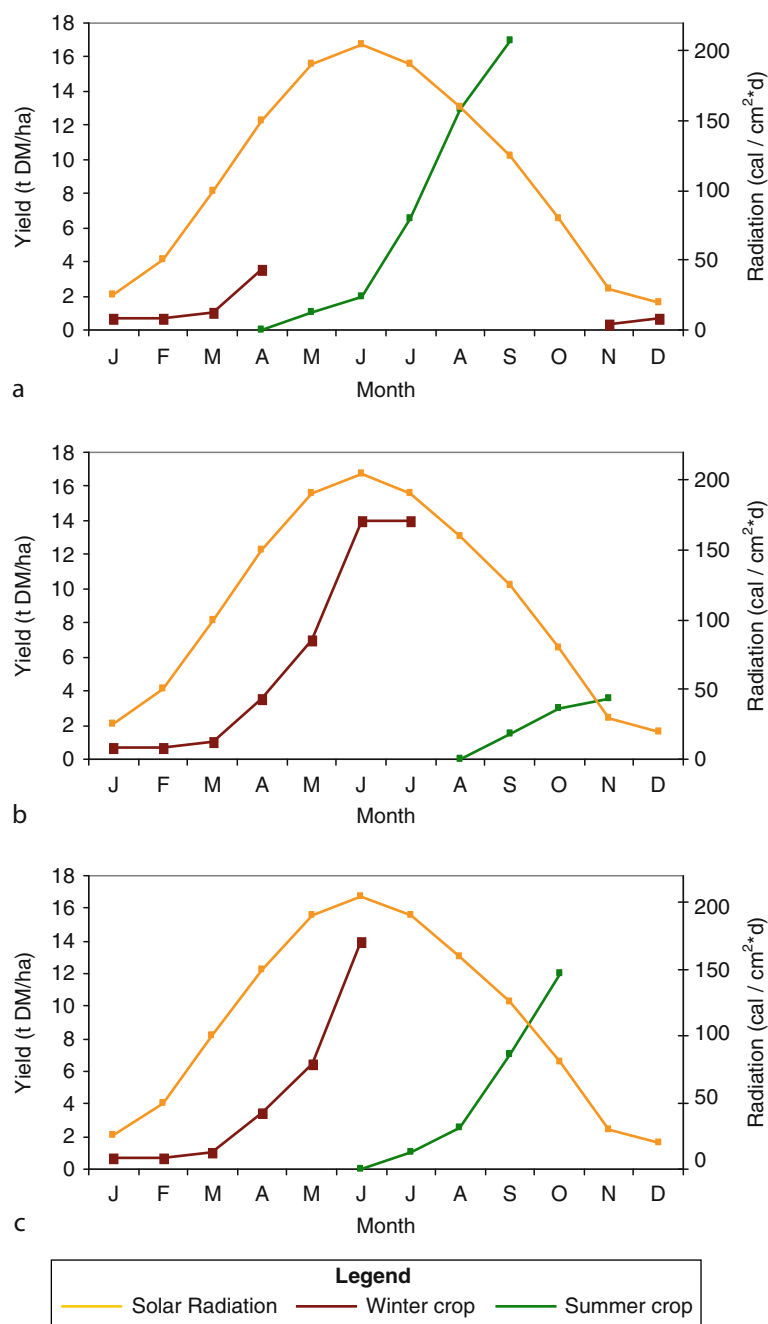 18
16
14
12
10
8
6
4
2
0
Yield (t DM/ha)
200
150
100
50
0
Radiation (cal / cm²*d)
J F M A M J J A S O N D
Month
a
18
16
14
12
10
8
6
4
2
0
Yield (t DM/ha)
200
150
100
50
0
Radiation (cal / cm²*d)
J F M A M J J A S O N D
Month
b
18
16
14
12
10
8
6
4
2
0
Yield (t DM/ha)
200
150
100
50
0
Radiation (cal / cm²*d)
J F M A M J J A S O N D
Month
c
Legend
Solar Radiation Winter crop Summer crop